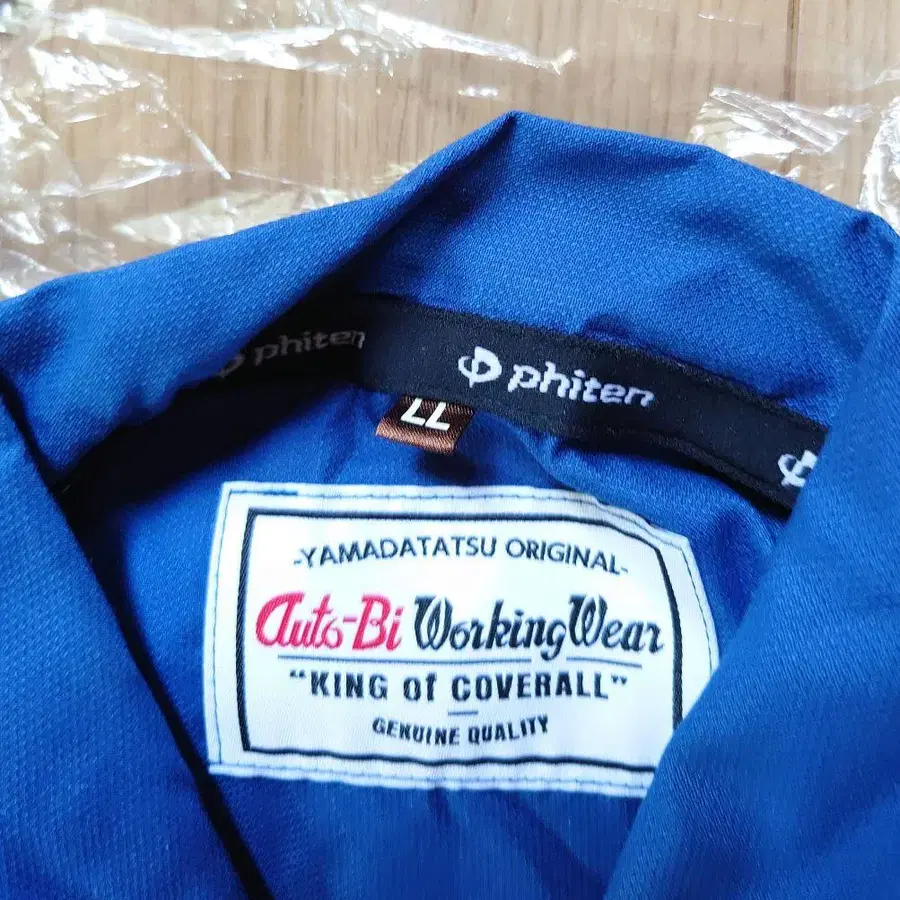 phiten phiten
LL
-YAMADATATSU ORIGINAL-
Auto-Bi WorkingWear
"KING of COVERALL"
GENUINE QUALITY